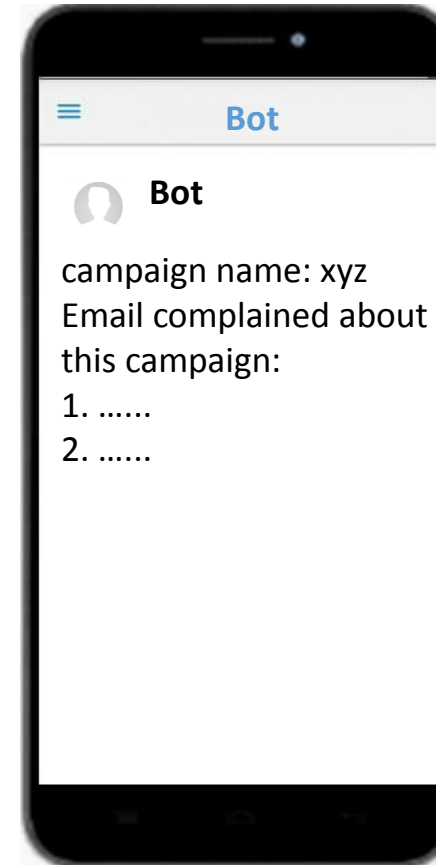 Bot
Bot
campaign name: xyz
Email complained about
this campaign:
1. …...
2. …...